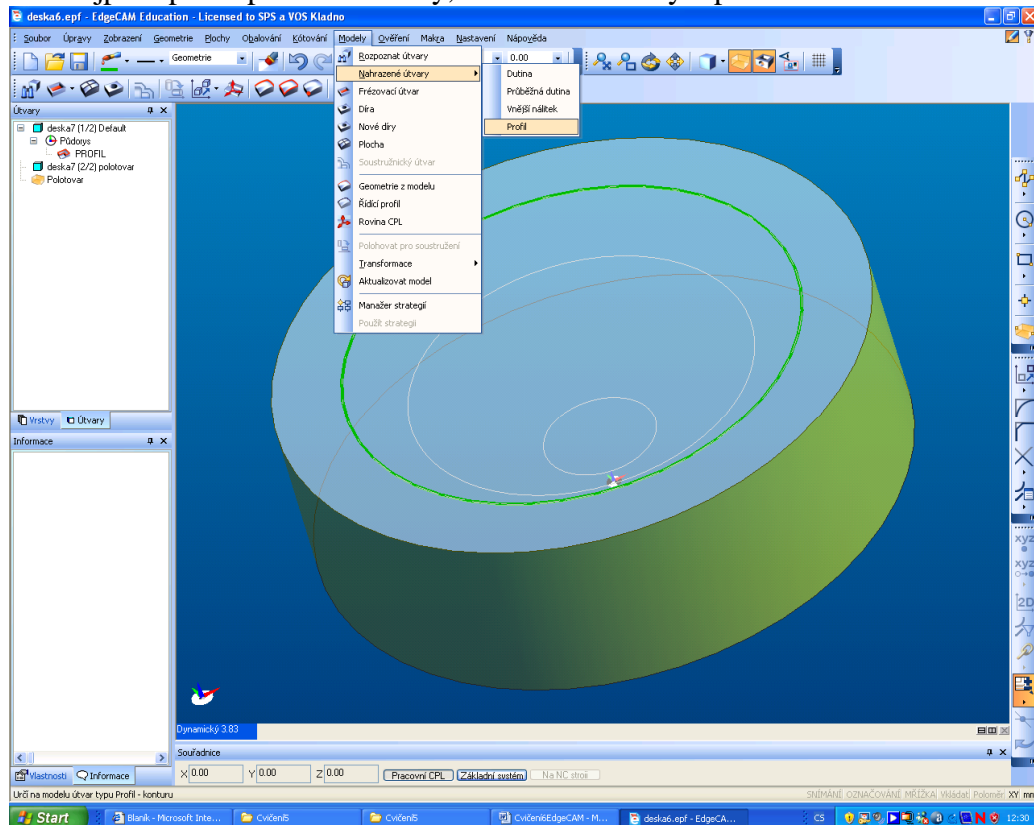 deska6.epf - EdgeCAM Education - Licensed to SPS a VOS Kladno
Soubor Úpravy Zobrazení Geometrie Plochy Obalování Kótování Modely Ověření Makra Nastavení Nápověda
Geometrie
0.00
Rozpoznat útvary
Nahrazené útvary
Frézovací útvar
Díra
Nové díry
Plocha
Soustružnický útvar
Geometrie z modelu
Řídící profil
Rovina CPL
Polohovat pro soustružení
Transformace
Aktualizovat model
Manažer strategií
Použít strategii
Dutina
Průběžná dutina
Vnější nálitek
Profil
Útvary
deska7 (1/2) Default
Půdorys
PROFIL
deska7 (2/2) polotovar
Polotovar
Vrstvy Útvary
Informace
xyz
xyz
2D
Dynamický 3.83
Souřadnice
Vlastnosti Informace
X 0.00 Y 0.00 Z 0.00 Pracovní CPL Základní systém Na NC stroji
Určí na modelu útvar typu Profil - konturu
SNÍMÁNÍ OZNAČOVÁNÍ MŘÍŽKA Vkládat Poloměr XY mm
Start Blaník - Microsoft Inte... Cvičení5 Cvičení5 Cvičení6EdgeCAM - M... deska6.epf - EdgeCA... CS 12:30